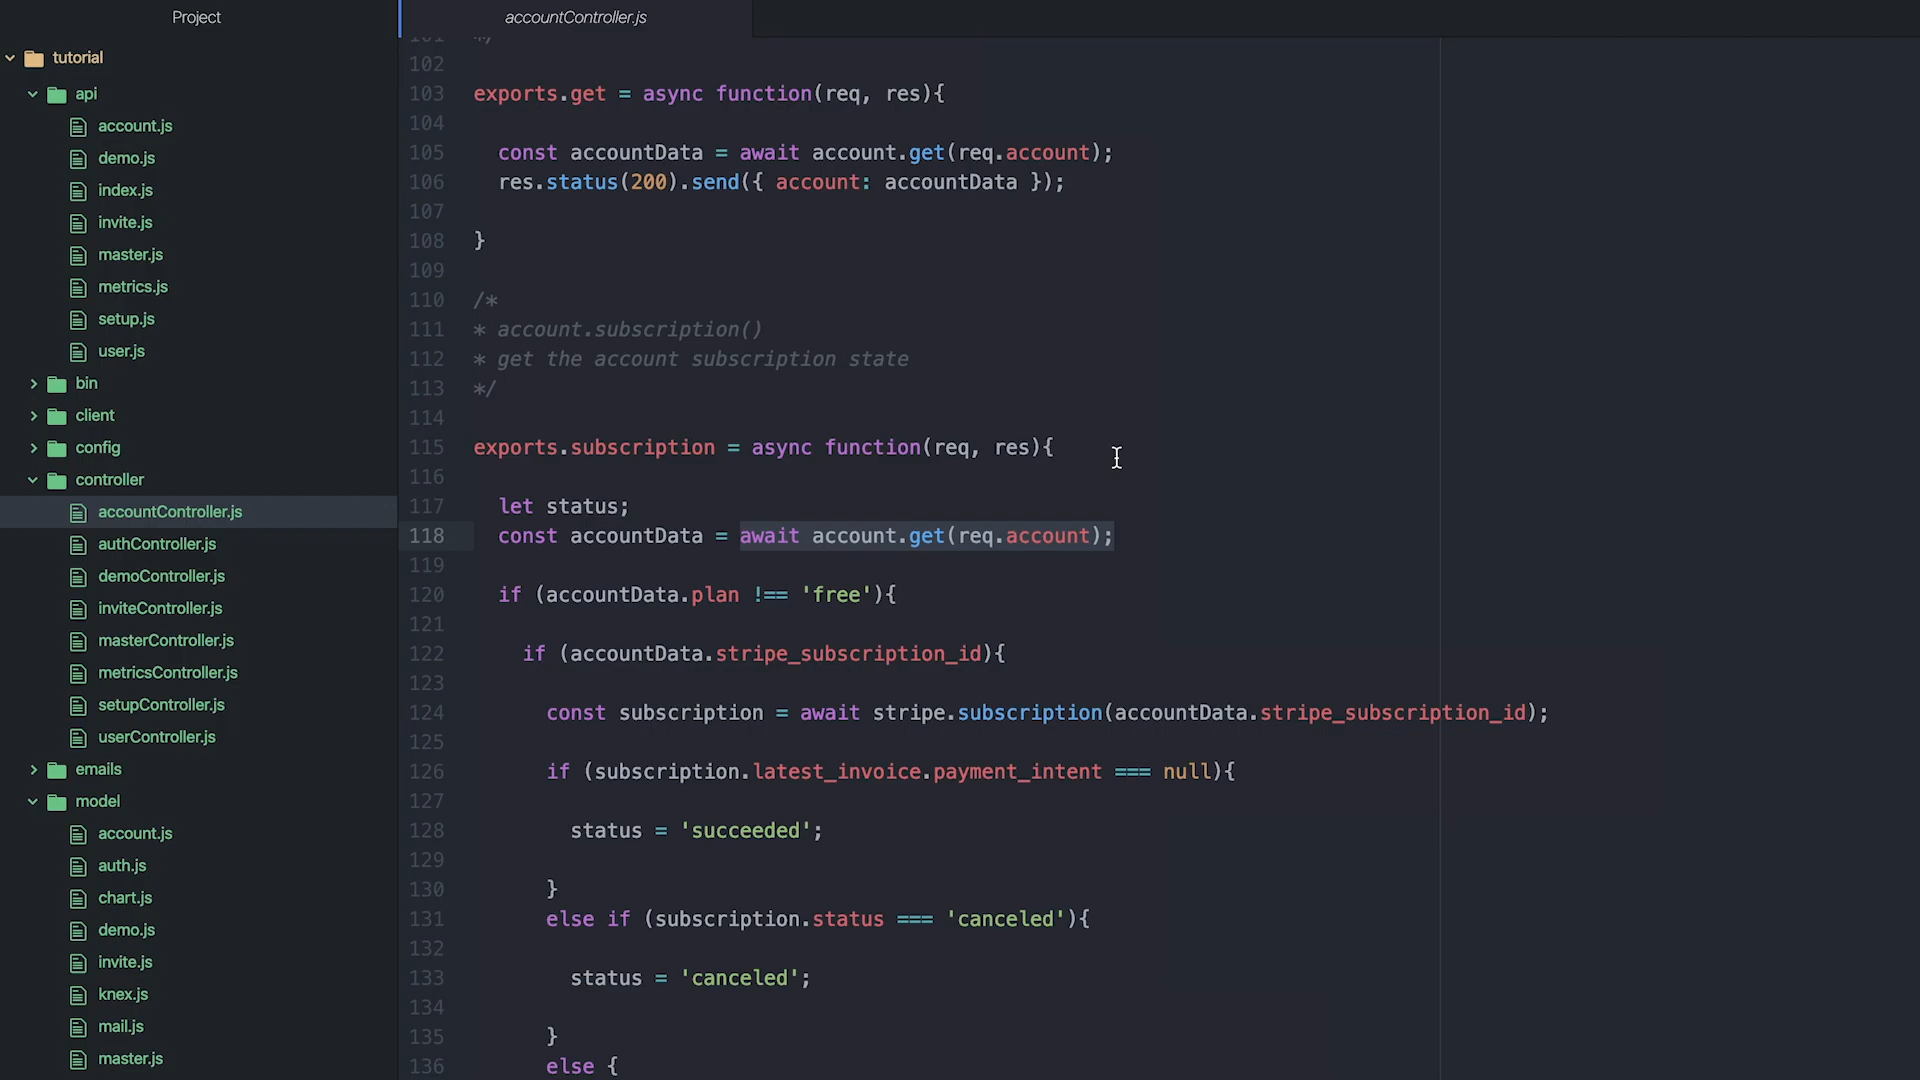 Project
tutorial
api
account.js
demo.js
index.js
invite.js
master.js
metrics.js
setup.js
user.js
bin
client
config
controller
accountController.js
authController.js
demoController.js
inviteController.js
masterController.js
metricsController.js
setupController.js
userController.js
emails
model
account.js
auth.js
chart.js
demo.js
invite.js
knex.js
mail.js
master.js
accountController.js
101 */
102
103 exports.get = async function(req, res){
104
105 const accountData = await account.get(req.account);
106 res.status(200).send({ account: accountData });
107
108 }
109
110 /*
111 * account.subscription()
112 * get the account subscription state
113 */
114
115 exports.subscription = async function(req, res){
116
117 let status;
118 const accountData = await account.get(req.account);
119
120 if (accountData.plan !== 'free'){
121
122 if (accountData.stripe_subscription_id){
123
124 const subscription = await stripe.subscription(accountData.stripe_subscription_id);
125
126 if (subscription.latest_invoice.payment_intent === null){
127
128 status = 'succeeded';
129
130 }
131 else if (subscription.status === 'canceled'){
132
133 status = 'canceled';
134
135 }
136 else {